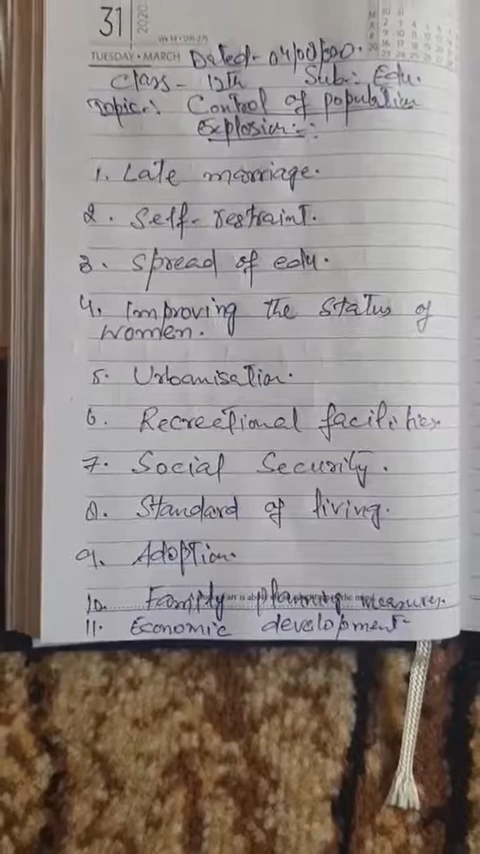 31
2020
TUESDAY • MARCH Dated- 04/08/2020.
Class- 12th Sub.: Edu.
Topic.: Control of population
Explosion:-:
1. Late marriage.
2. Self-restraint.
3. Spread of edu.
4. Improving the status of
women.
5. Urbanisation.
6. Recreational facilities.
7. Social Security.
8. Standard of living.
9. Adoption.
10. Family planning measures.
11. Economic development